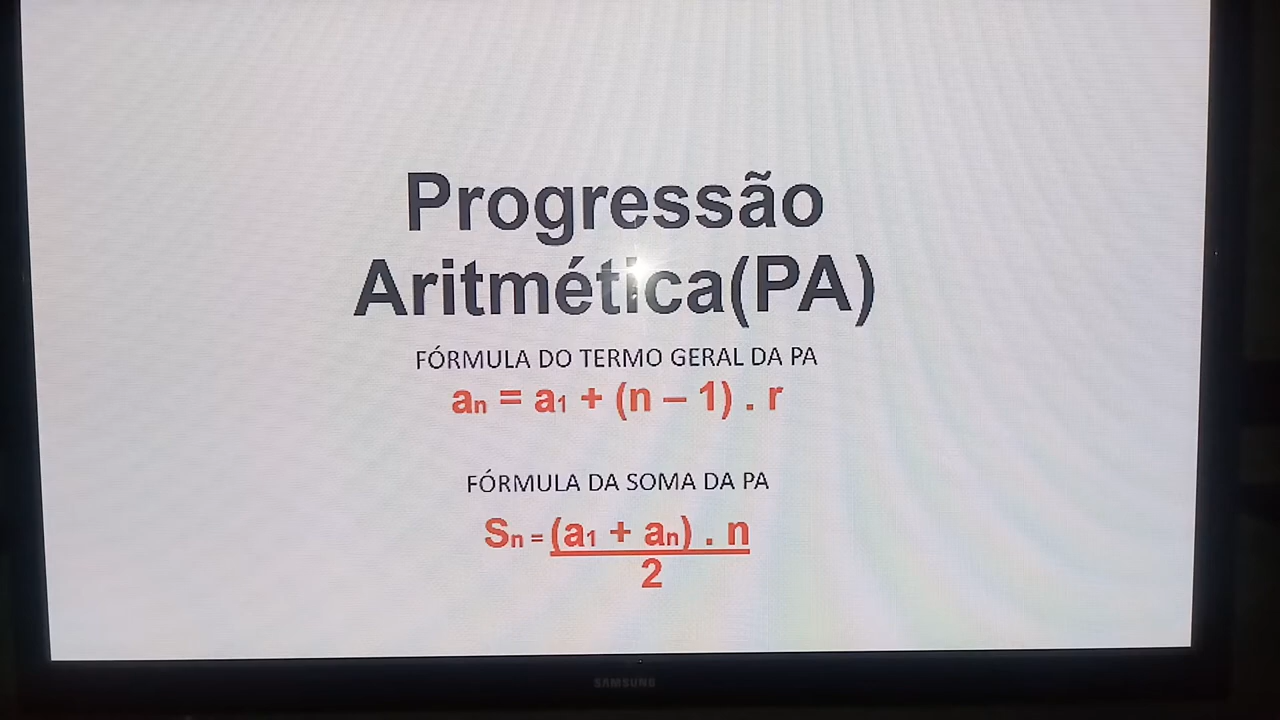 Progressão
Aritmética(PA)
FÓRMULA DO TERMO GERAL DA PA
an = a1 + (n – 1) . r
FÓRMULA DA SOMA DA PA
Sn = (a1 + an) . n
2
SAMSUNG